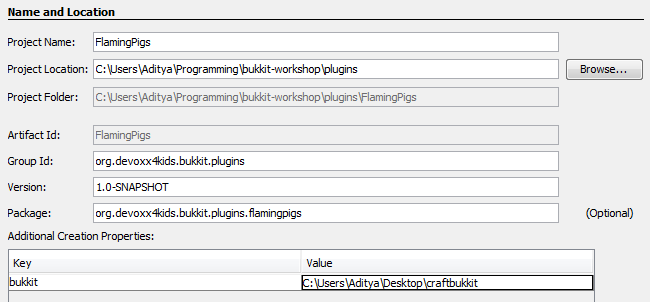 Name and Location
Project Name: FlamingPigs
Project Location: C:\Users\Aditya\Programming\bukkit-workshop\plugins Browse...
Project Folder: C:\Users\Aditya\Programming\bukkit-workshop\plugins\FlamingPigs
Artifact Id: FlamingPigs
Group Id: org.devoxx4kids.bukkit.plugins
Version: 1.0-SNAPSHOT
Package: org.devoxx4kids.bukkit.plugins.flamingpigs (Optional)
Additional Creation Properties:
Key Value
bukkit C:\Users\Aditya\Desktop\craftbukkit